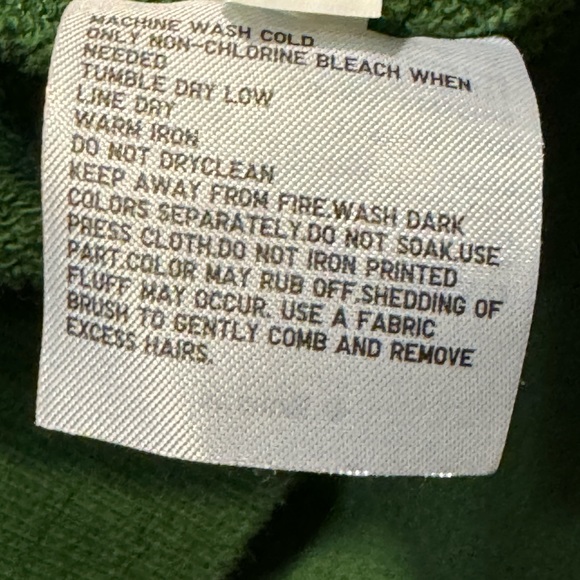 MACHINE WASH COLD
ONLY NON-CHLORINE BLEACH WHEN
NEEDED
TUMBLE DRY LOW
LINE DRY
WARM IRON
DO NOT DRYCLEAN
KEEP AWAY FROM FIRE.WASH DARK
COLORS SEPARATELY.DO NOT SOAK.USE
PRESS CLOTH.DO NOT IRON PRINTED
PART.COLOR MAY RUB OFF.SHEDDING OF
FLUFF MAY OCCUR. USE A FABRIC
BRUSH TO GENTLY COMB AND REMOVE
EXCESS HAIRS.